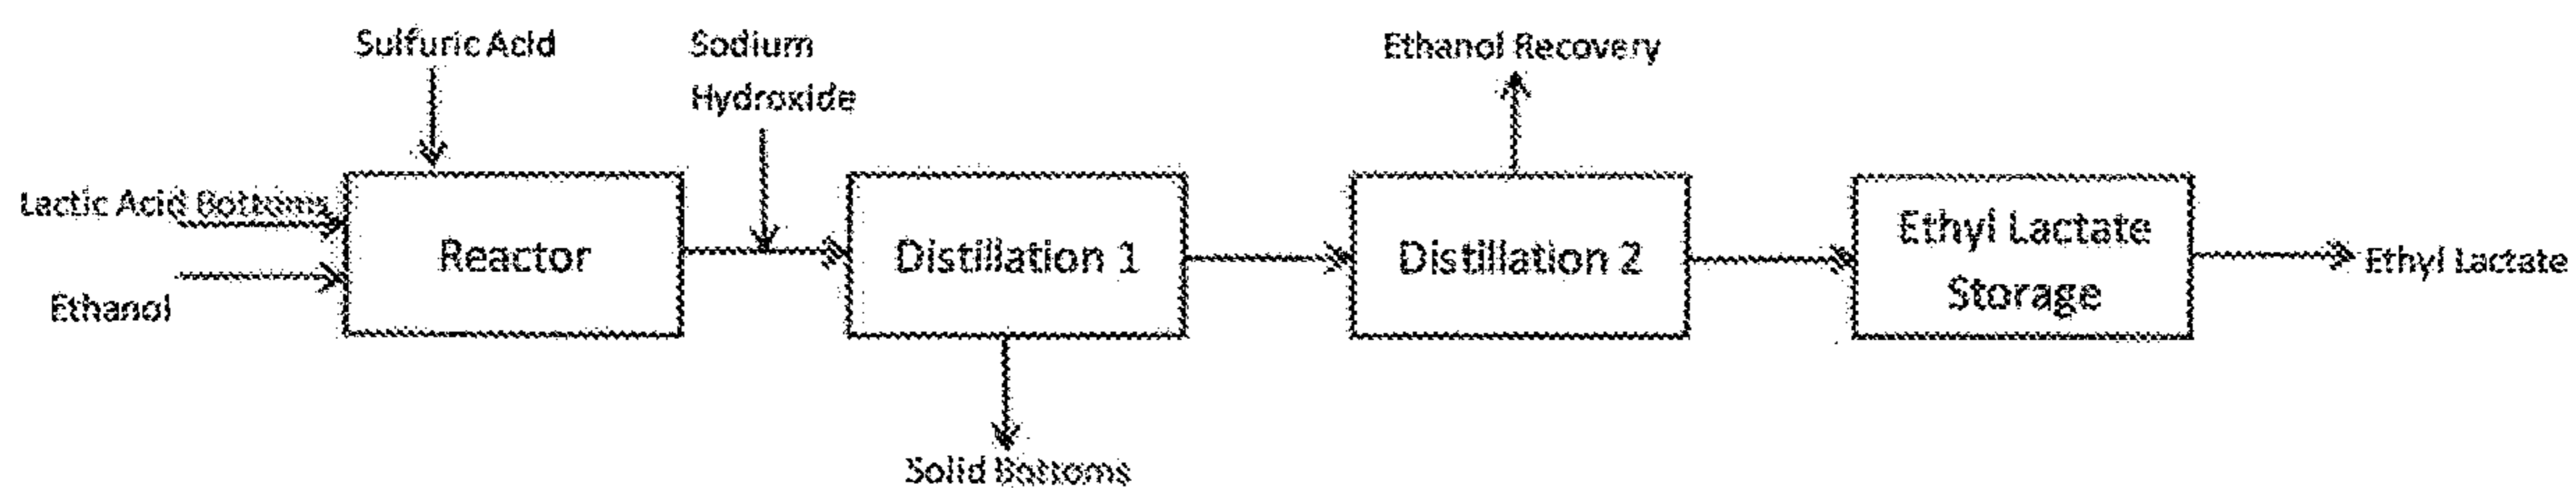 Sulfuric Acid
Sodium
Hydroxide
Ethanol Recovery
Lactic Acid Bottoms
Ethanol
Reactor
Distillation 1
Distillation 2
Ethyl Lactate
Storage
Ethyl Lactate
Solid Bottoms